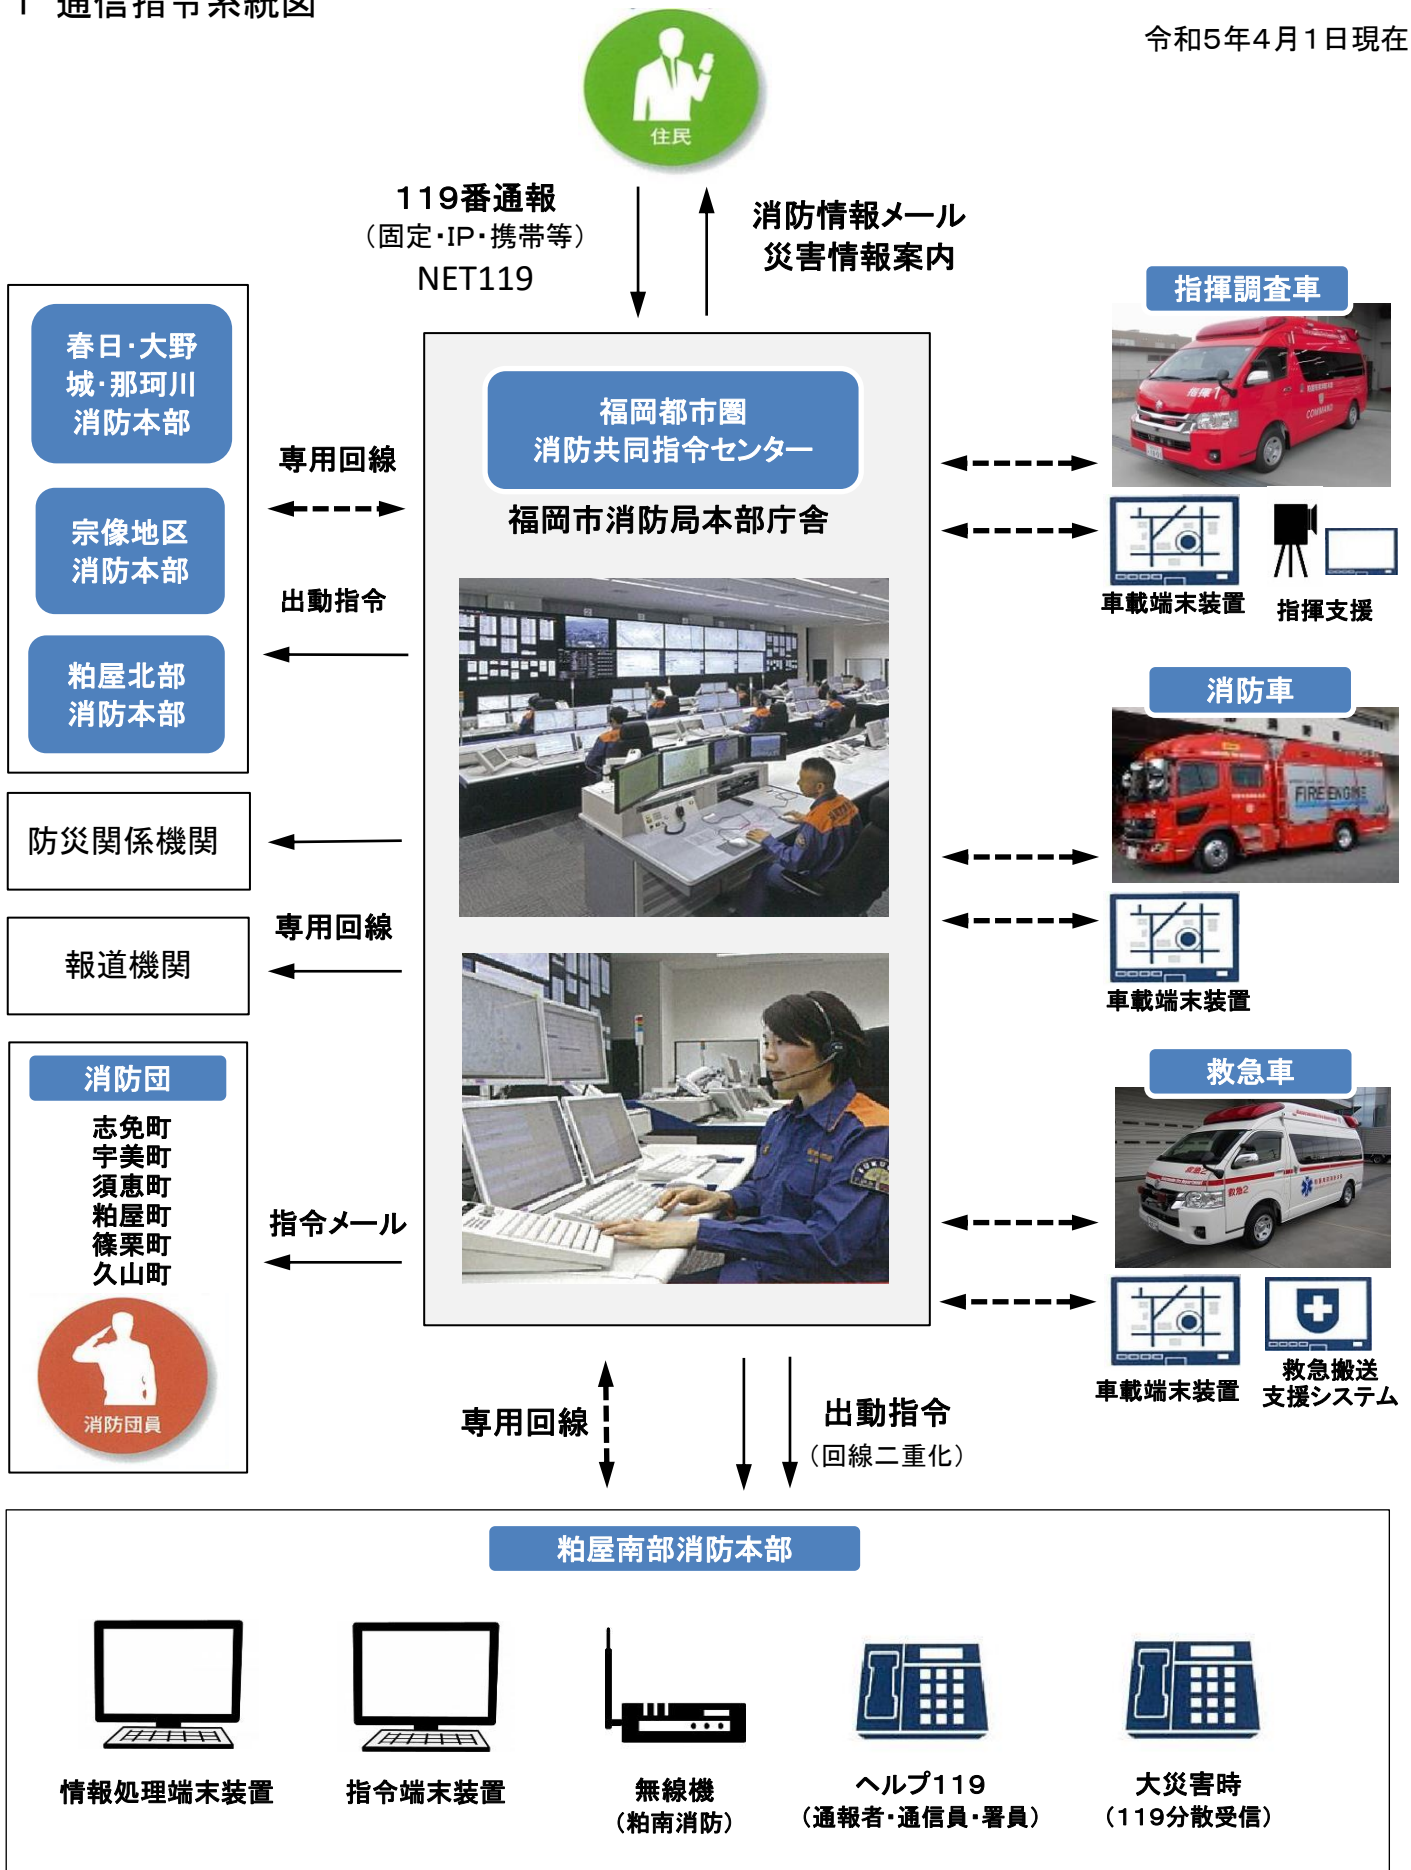 1 通信指令系統図
令和5年4月1日現在
住民
119番通報
（固定・IP・携帯等）
NET119
消防情報メール
災害情報案内
春日・大野
城・那珂川
消防本部
宗像地区
消防本部
粕屋北部
消防本部
専用回線
出動指令
防災関係機関
報道機関
専用回線
消防団
志免町
宇美町
須恵町
粕屋町
篠栗町
久山町
消防団員
指令メール
福岡都市圏
消防共同指令センター
福岡市消防局本部庁舎
指揮調査車
指揮1
COMMAND
車載端末装置
指揮支援
消防車
FIRE ENGINE
車載端末装置
救急車
救急2
救急2
車載端末装置
救急搬送
支援システム
専用回線
出動指令
（回線二重化）
粕屋南部消防本部
情報処理端末装置
指令端末装置
無線機
（粕南消防）
ヘルプ119
（通報者・通信員・署員）
大災害時
（119分散受信）